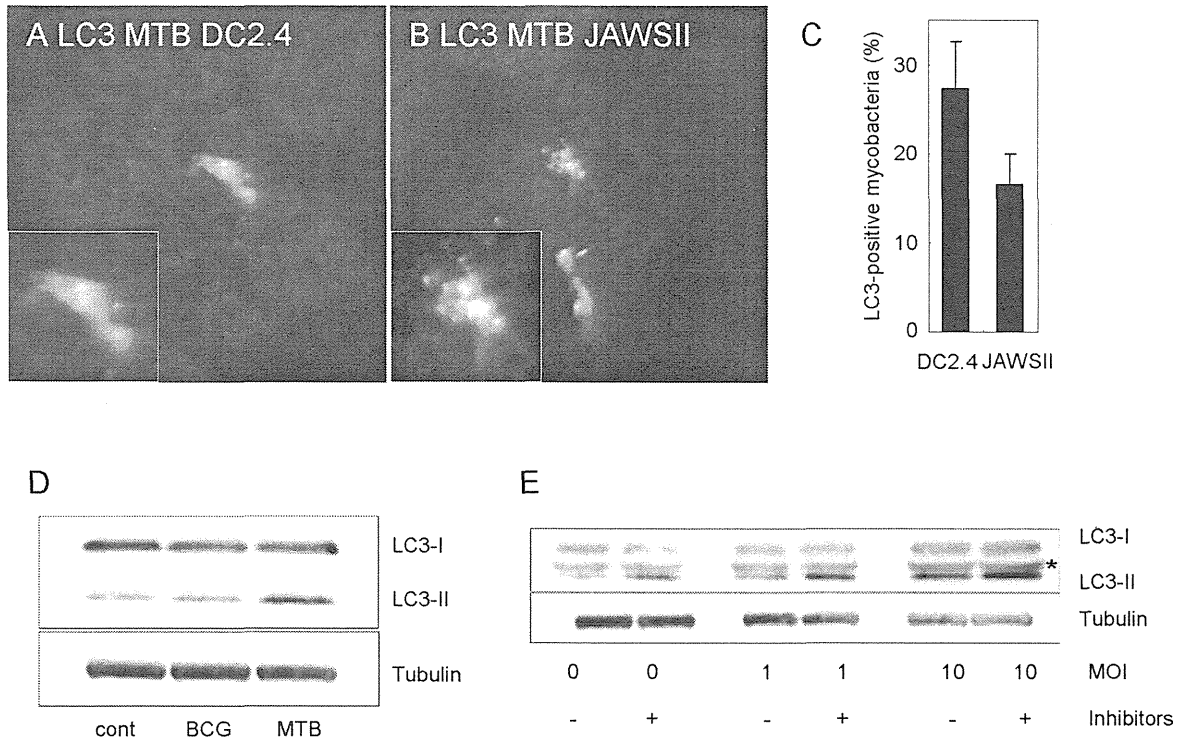 A LC3 MTB DC2.4
B LC3 MTB JAWSII
C
LC3-positive mycobacteria (%)
30
20
10
0
DC2.4 JAWSII
D
LC3-I
LC3-II
Tubulin
cont BCG MTB
E
LC3-I
*
LC3-II
Tubulin
0 0 1 1 10 10 MOI
- + - + - + Inhibitors